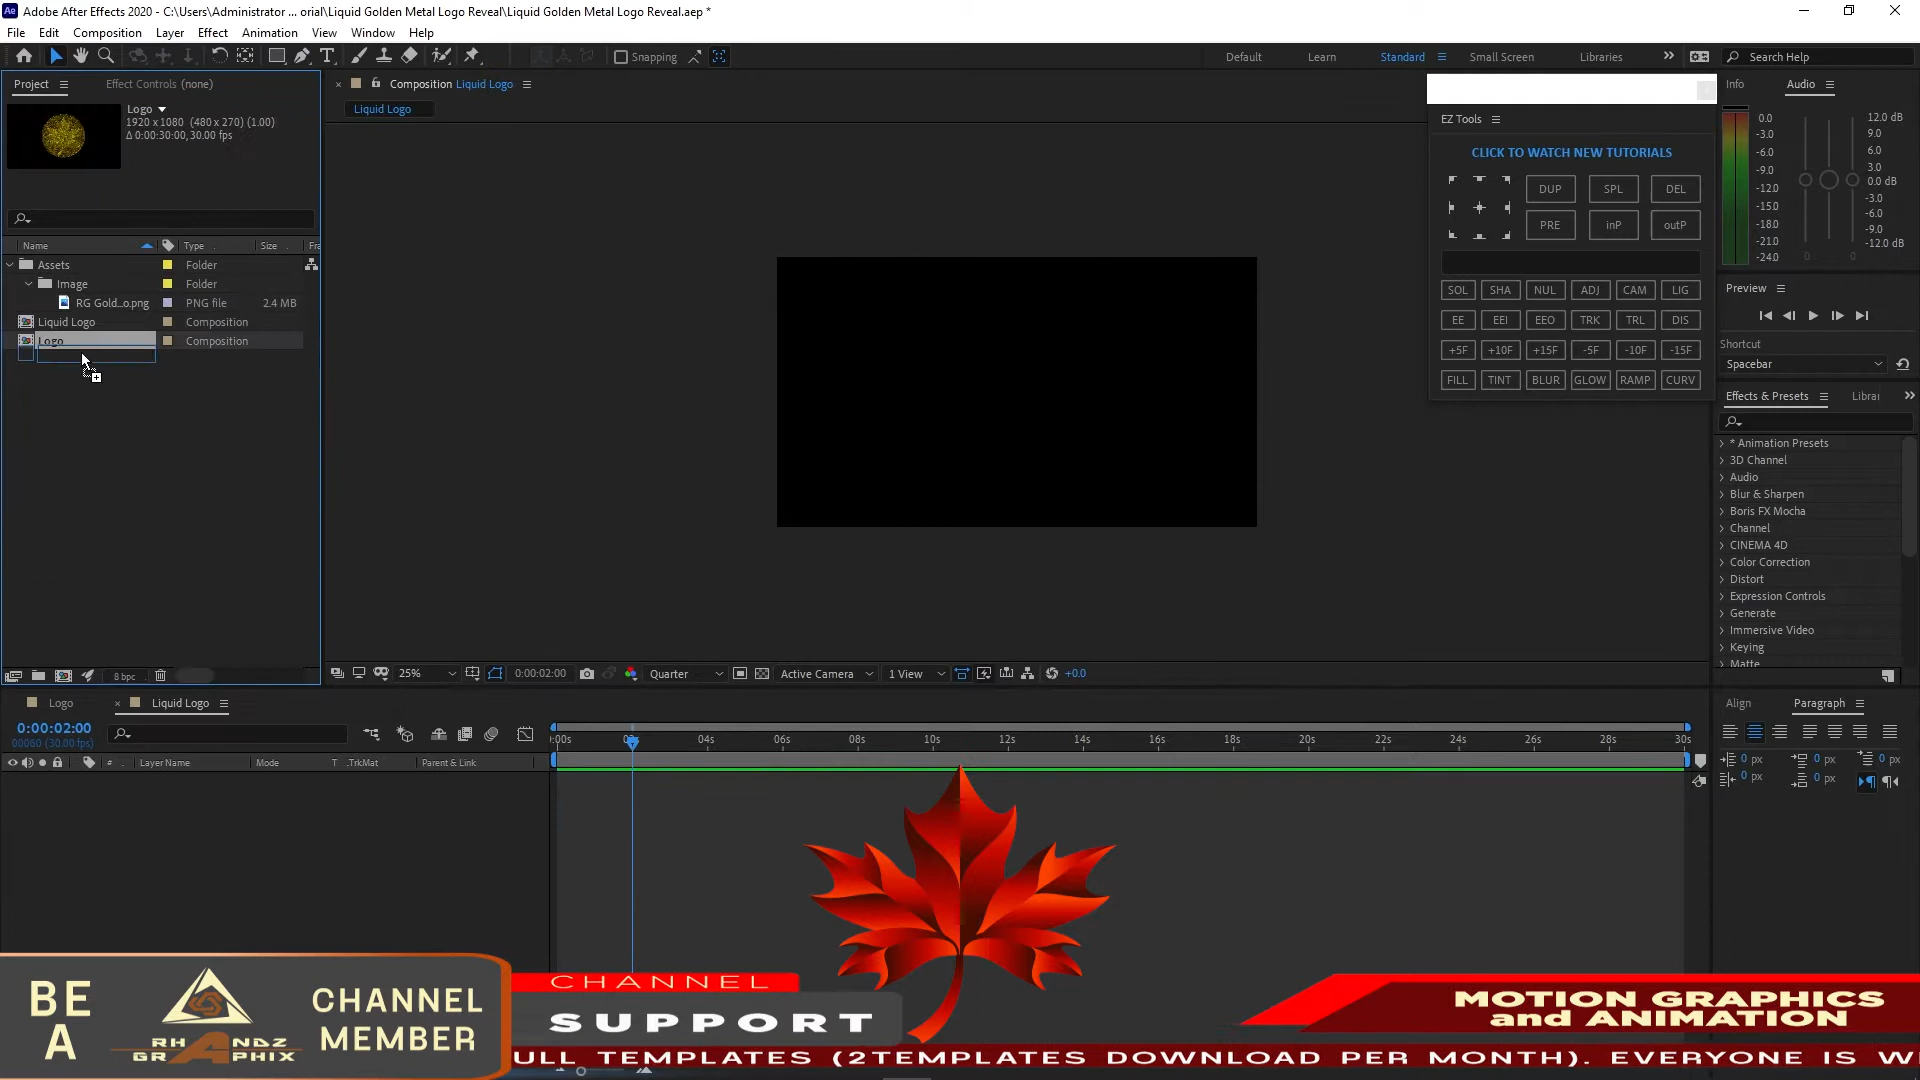 Adobe After Effects 2020 - C:\Users\Administrator ... orial\Liquid Golden Metal Logo Reveal\Liquid Golden Metal Logo Reveal.aep *
File Edit Composition Layer Effect Animation View Window Help
Snapping
Default Learn Standard Small Screen Libraries Search Help
Project Effect Controls (none)
Composition Liquid Logo
Info Audio
Logo
1920 x 1080 (480 x 270) (1.00)
Δ 0:00:30:00, 30.00 fps
Liquid Logo
EZ Tools
CLICK TO WATCH NEW TUTORIALS
DUP SPL DEL
PRE inP outP
SOL SHA NUL ADJ CAM LIG
EE EEI EEO TRK TRL DIS
+5F +10F +15F -5F -10F -15F
FILL TINT BLUR GLOW RAMP CURV
0.0
-3.0
-6.0
-9.0
-12.0
-15.0
-18.0
-21.0
-24.0
12.0 dB
9.0
6.0
3.0
0.0 dB
-3.0
-6.0
-9.0
-12.0 dB
0 0
Name Type Size Fra
Assets Folder
Image Folder
RG Gold_o.png PNG file 2.4 MB
Liquid Logo Composition
Logo Composition
Preview
Shortcut
Spacebar
Effects & Presets Librai
* Animation Presets
3D Channel
Audio
Blur & Sharpen
Boris FX Mocha
Channel
CINEMA 4D
Color Correction
Distort
Expression Controls
Generate
Immersive Video
Keying
Matte
8 bpc
25% 0:00:02:00 Quarter Active Camera 1 View +0.0
Logo Liquid Logo
Align Paragraph
0:00:02:00
00060 (30.00 fps)
:00s 04s 06s 08s 10s 12s 14s 16s 18s 20s 22s 24s 26s 28s 30s
# Layer Name Mode T .TrkMat Parent & Link
0 px 0 px 0 px
0 px 0 px
BE
A
RHANDZ
GRAPHIX
CHANNEL
MEMBER
CHANNEL
SUPPORT
MOTION GRAPHICS
and ANIMATION
ULL TEMPLATES (2TEMPLATES DOWNLOAD PER MONTH). EVERYONE IS W